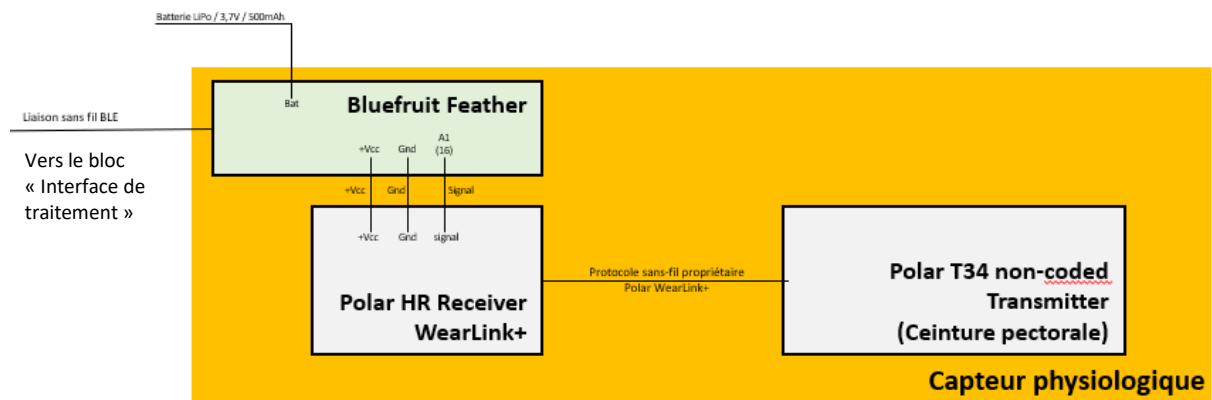 Batterie LiPo / 3,7V / 500mAh
Liaison sans fil BLE
Vers le bloc
« Interface de
traitement »
Bat
Bluefruit Feather
+Vcc Gnd A1
(16)
+Vcc Gnd Signal
+Vcc Gnd signal
Polar HR Receiver
WearLink+
Protocole sans-fil propriétaire
Polar WearLink+
Polar T34 non-coded
Transmitter
(Ceinture pectorale)
Capteur physiologique